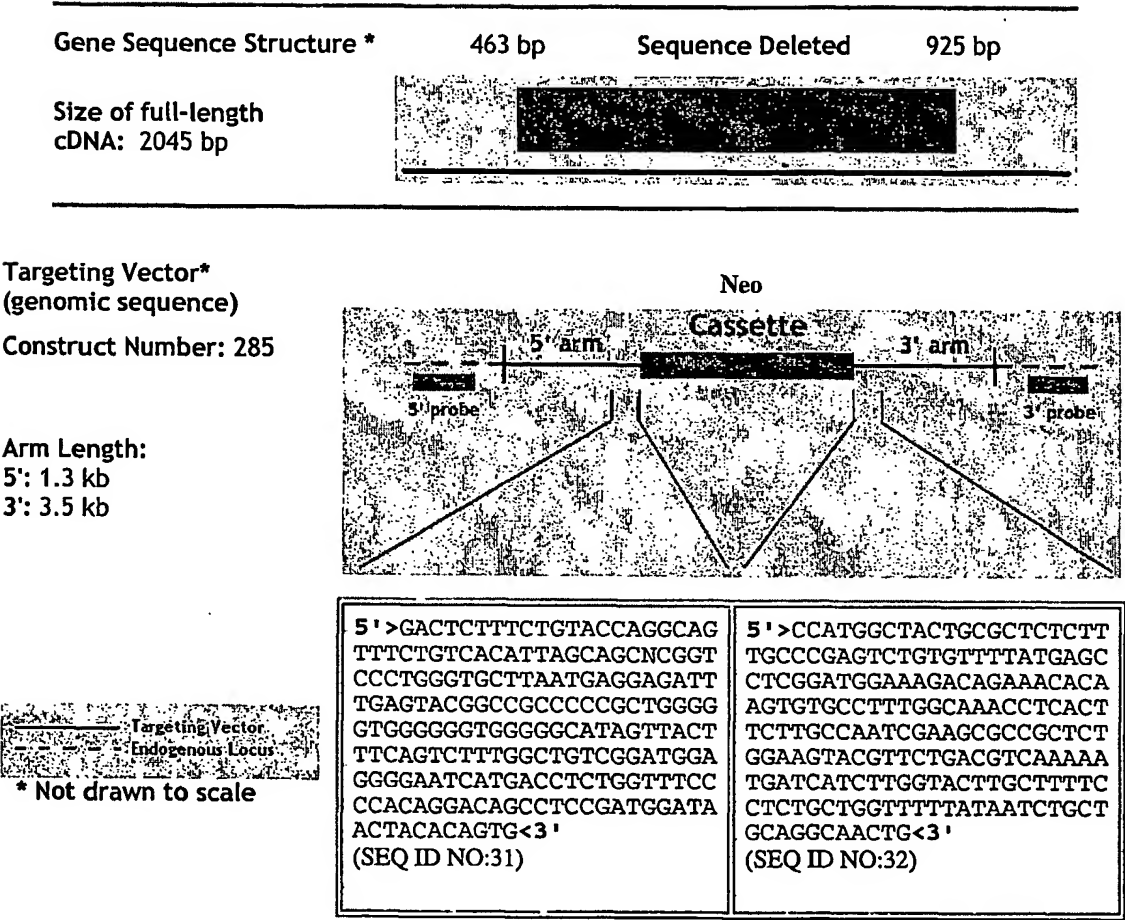 Gene Sequence Structure * 463 bp Sequence Deleted 925 bp
Size of full-length
cDNA: 2045 bp
Targeting Vector*
(genomic sequence)
Construct Number: 285
Arm Length:
5': 1.3 kb
3': 3.5 kb
Neo
Cassette
5' arm
3' arm
5' probe
3' probe
Targeting Vector
Endogenous Locus
* Not drawn to scale
5'>GACTCTTTCTGTACCAGGCAG
TTTCTGTCACATTAGCAGCNCGGT
CCCTGGGTGCTTAATGAGGAGATT
TGAGTACGGCCGCCCCCGCTGGGG
GTGGGGGGTGGGGGCATAGTTACT
TTCAGTCTTTGGCTGTCGGATGGA
GGGGAATCATGACCTCTGGTTTCC
CCACAGGACAGCCTCCGATGGATA
ACTACACAGTG<3'
(SEQ ID NO:31)
5'>CCATGGCTACTGCGCTCTCTT
TGCCCGAGTCTGTGTTTTATGAGC
CTCGGATGGAAAGACAGAAACACA
AGTGTGCCTTTGGCAAACCTCACT
TCTTGCCAATCGAAGCGCCGCTCT
GGAAGTACGTTCTGACGTCAAAAA
TGATCATCTTGGTACTTGCTTTTC
CTCTGCTGGTTTTTATAATCTGCT
GCAGGCAACTG<3'
(SEQ ID NO:32)